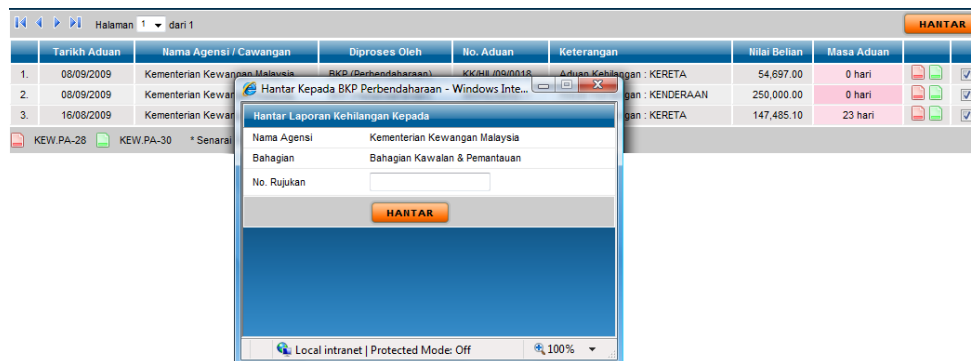 Halaman 1 dari 1
HANTAR
Tarikh Aduan Nama Agensi / Cawangan Diproses Oleh No. Aduan Keterangan Nilai Belian Masa Aduan
1. 08/09/2009 Kementerian Kewangan Malaysia BKP (Perbendaharaan) KK/HIL/09/0018 Aduan Kehilangan : KERETA 54,697.00 0 hari
2. 08/09/2009 Kementerian Kewan gan : KENDERAAN 250,000.00 0 hari
3. 16/08/2009 Kementerian Kewan gan : KERETA 147,485.10 23 hari
KEW.PA-28 KEW.PA-30 * Senarai
Hantar Kepada BKP Perbendaharaan - Windows Inte...
Hantar Laporan Kehilangan Kepada
Nama Agensi Kementerian Kewangan Malaysia
Bahagian Bahagian Kawalan & Pemantauan
No. Rujukan
HANTAR
Local intranet | Protected Mode: Off 100%